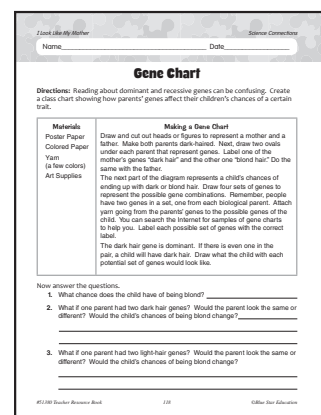 I Look Like My Mother Science Connections
Name Date
Gene Chart
Directions: Reading about dominant and recessive genes can be confusing. Create
a class chart showing how parents' genes affect their children's chances of a certain
trait.
Materials
Poster Paper
Colored Paper
Yarn
(a few colors)
Art Supplies
Making a Gene Chart
Draw and cut out heads or figures to represent a mother and a
father. Make both parents dark-haired. Next, draw two ovals
under each parent that represent genes. Label one of the
mother's genes "dark hair" and the other one "blond hair." Do the
same with the father.
The next part of the diagram represents a child's chances of
ending up with dark or blond hair. Draw four sets of genes to
represent the possible gene combinations. Remember, people
have two genes in a set, one from each biological parent. Attach
yarn going from the parents' genes to the possible genes of the
child. You can search the Internet for samples of gene charts
to help you. Label each possible set of genes with the correct
label.
The dark hair gene is dominant. If there is even one in the
pair, a child will have dark hair. Draw what the child with each
potential set of genes would look like.
Now answer the questions.
1. What chance does the child have of being blond?
2. What if one parent had two dark hair genes? Would the parent look the same or
different? Would the child's chances of being blond change?
3. What if one parent had two light-hair genes? Would the parent look the same or
different? Would the child's chances of being blond change?
#51380 Teacher Resource Book 118 ©Blue Star Education